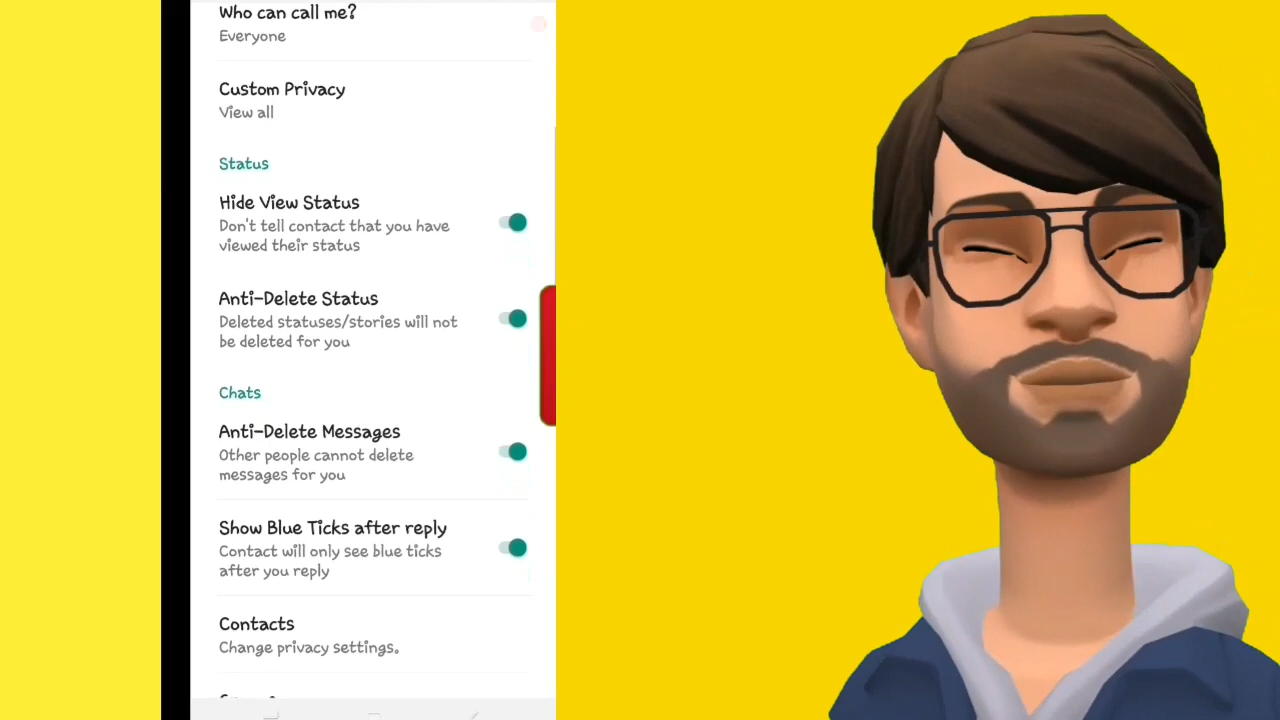 Who can call me?
Everyone
Custom Privacy
View all
Status
Hide View Status
Don't tell contact that you have
viewed their status
Anti-Delete Status
Deleted statuses/stories will not
be deleted for you
Chats
Anti-Delete Messages
Other people cannot delete
messages for you
Show Blue Ticks after reply
Contact will only see blue ticks
after you reply
Contacts
Change privacy settings.